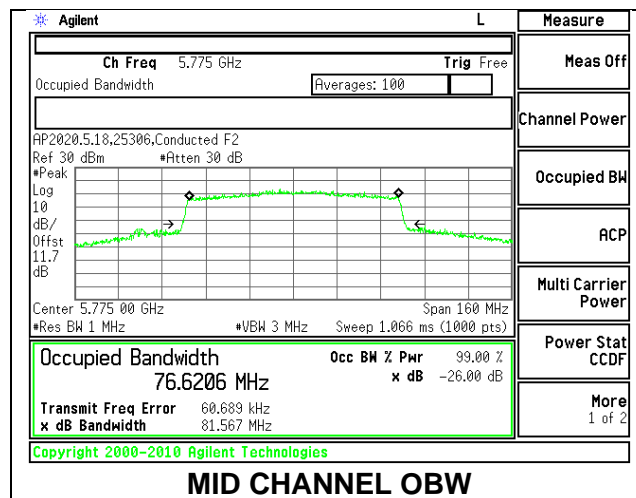 Agilent L Measure
Ch Freq 5.775 GHz Trig Free Meas Off
Occupied Bandwidth Averages: 100
Channel Power
AP2020.5.18,25306,Conducted F2
Ref 30 dBm #Atten 30 dB
#Peak
Log
10
dB/
Offst
11.7
dB
Occupied BW
ACP
Multi Carrier
Power
Center 5.775 00 GHz Span 160 MHz
#Res BW 1 MHz #VBW 3 MHz Sweep 1.066 ms (1000 pts)
Power Stat
CCDF
Occupied Bandwidth Occ BW % Pwr 99.00 %
76.6206 MHz x dB -26.00 dB
Transmit Freq Error 60.689 kHz
x dB Bandwidth 81.567 MHz
More
1 of 2
Copyright 2000-2010 Agilent Technologies
MID CHANNEL OBW